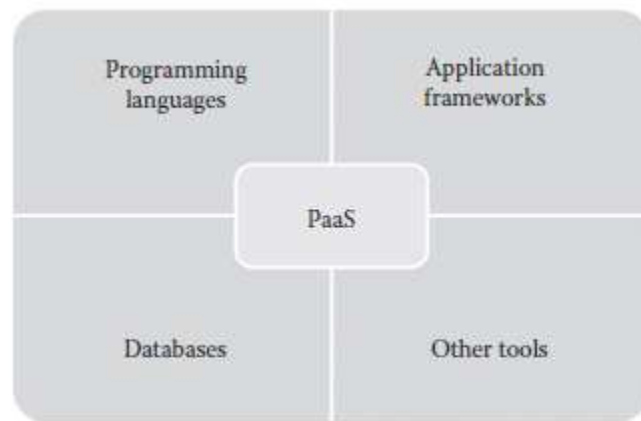 Programming
languages
Application
frameworks
PaaS
Databases
Other tools